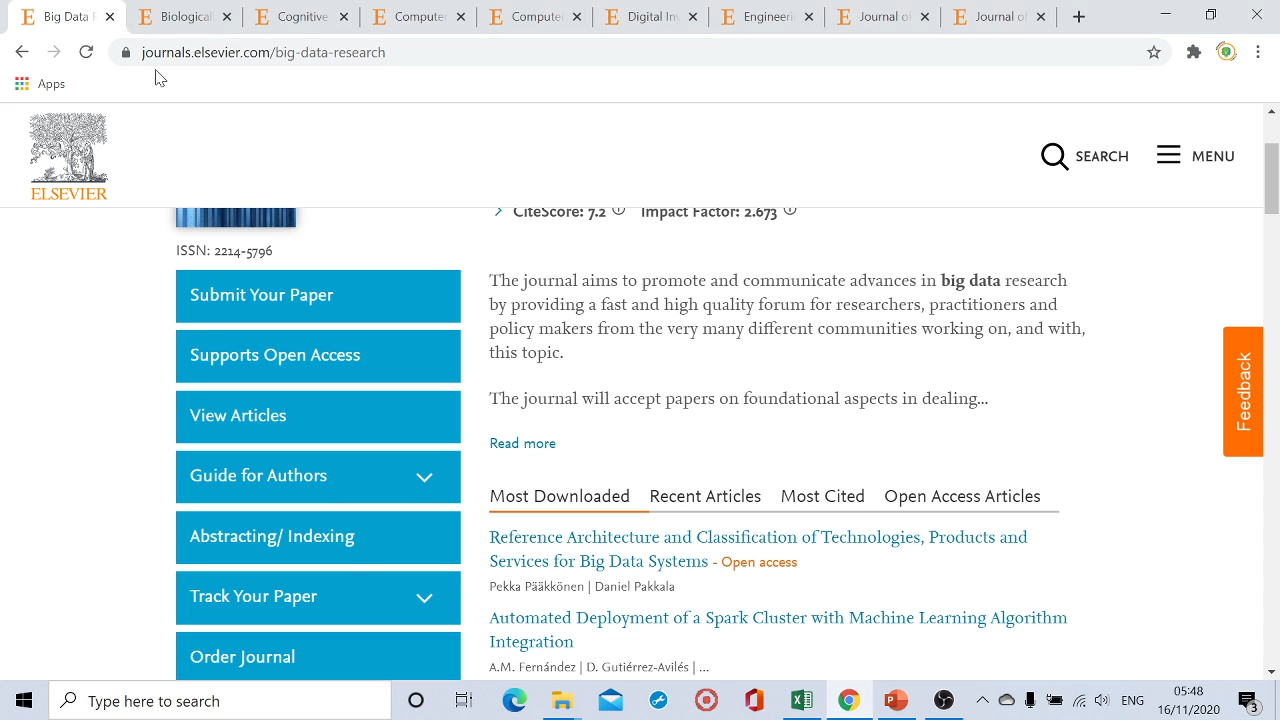 Big Data R
Biological
Cognitive
Compute
Compute
Digital Inv
Engineeri
Journal of
Journal of
journals.elsevier.com/big-data-research
Apps
ELSEVIER
SEARCH
MENU
CiteScore: 7.2 Impact Factor: 2.673
ISSN: 2214-5796
Submit Your Paper
Supports Open Access
View Articles
Guide for Authors
Abstracting/ Indexing
Track Your Paper
Order Journal
The journal aims to promote and communicate advances in big data research
by providing a fast and high quality forum for researchers, practitioners and
policy makers from the very many different communities working on, and with,
this topic.
The journal will accept papers on foundational aspects in dealing...
Read more
Most Downloaded Recent Articles Most Cited Open Access Articles
Reference Architecture and Classification of Technologies, Products and
Services for Big Data Systems - Open access
Pekka Pääkkönen | Daniel Pakkala
Automated Deployment of a Spark Cluster with Machine Learning Algorithm
Integration
A.M. Fernández | D. Gutiérrez-Avilés | ...
Feedback
Type here to search
ENG
05:48
16/11/2020
3